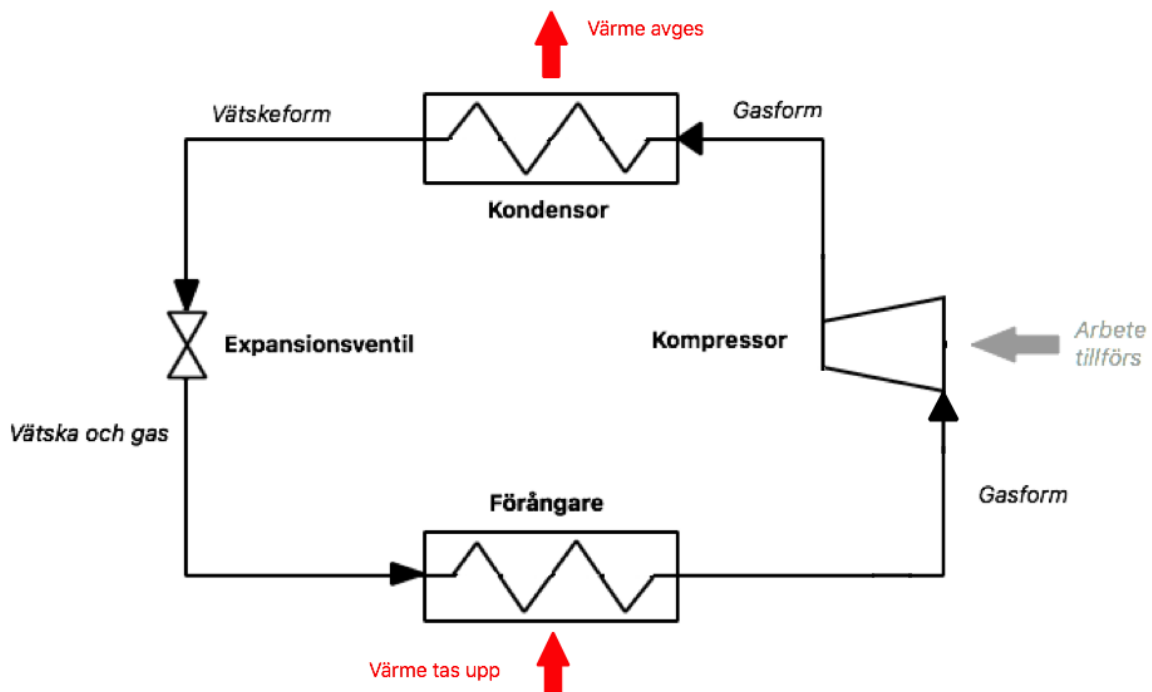 Värme avges
Vätskeform
Gasform
Kondensor
Expansionsventil
Kompressor
Arbete
tillförs
Vätska och gas
Förångare
Gasform
Värme tas upp